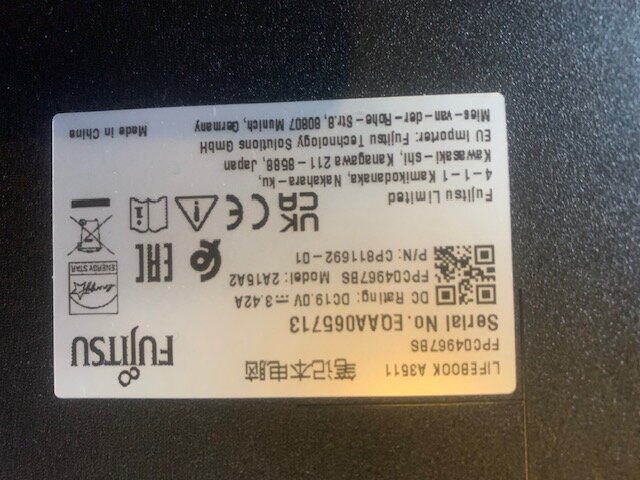 LIFEBOOK A3511 笔记本电脑
FPC04967BS
FUJITSU
Serial No.EQAA065713
DC Rating: DC19.0V⎓3.42A
FPC04967BS Model: 2A15A2
P/N: CP811692-01
ENERGY STAR
EAC
UK CA CE
Fujitsu Limited
4-1-1 Kamikodanaka, Nakahara-ku,
Kawasaki-shi, Kanagawa 211-8588, Japan
EU Importer: Fujitsu Technology Solutions GmbH
Mies-van-der-Rohe-Str.8, 80807 Munich, Germany
Made in China